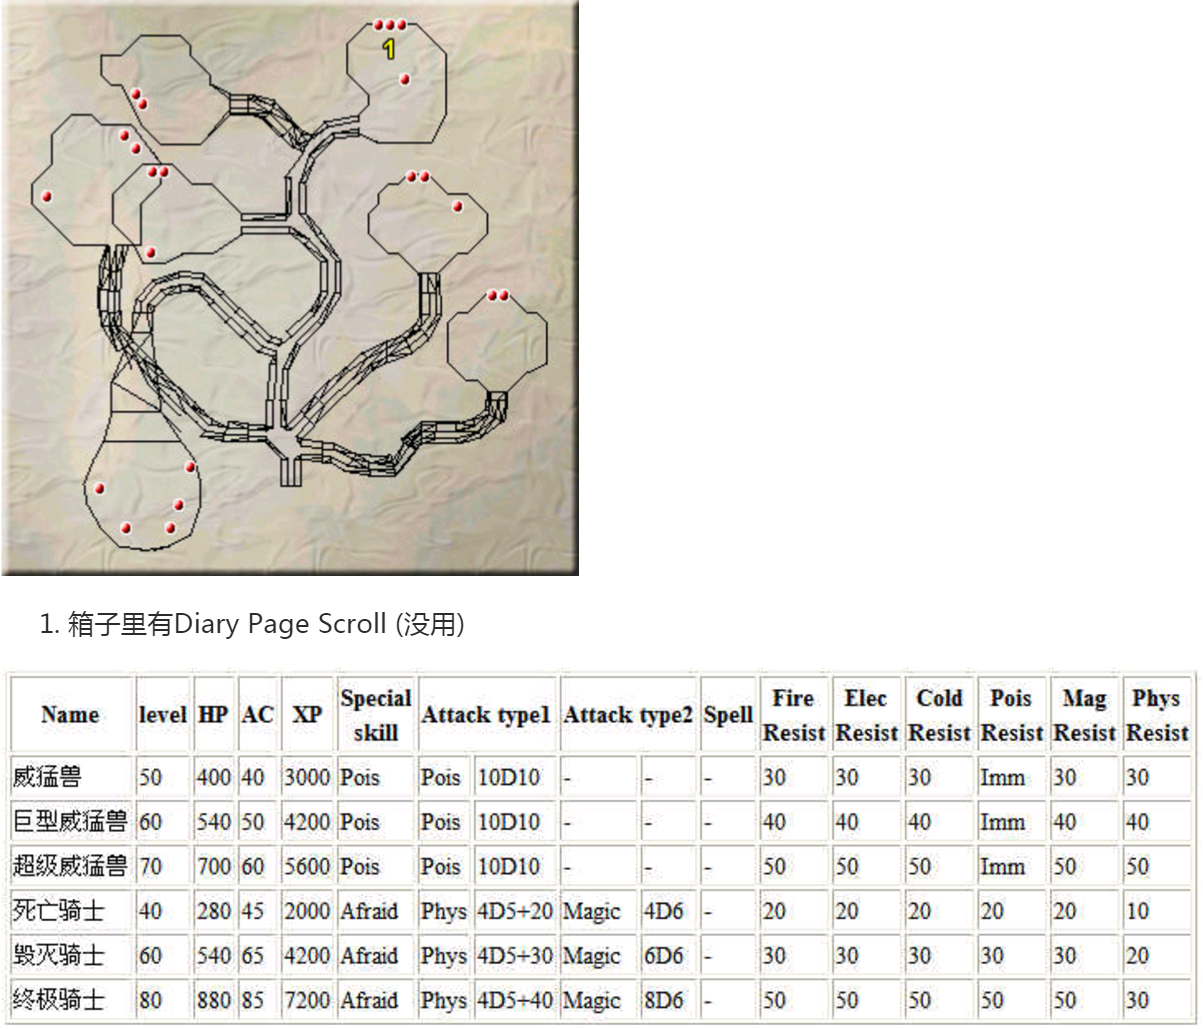 1
1. 箱子里有Diary Page Scroll (没用)
Name level HP AC XP Special skill Attack type1 Attack type2 Spell Fire Resist Elec Resist Cold Resist Pois Resist Mag Resist Phys Resist
威猛兽 50 400 40 3000 Pois Pois 10D10 - - - 30 30 30 Imm 30 30
巨型威猛兽 60 540 50 4200 Pois Pois 10D10 - - - 40 40 40 Imm 40 40
超级威猛兽 70 700 60 5600 Pois Pois 10D10 - - - 50 50 50 Imm 50 50
死亡骑士 40 280 45 2000 Afraid Phys 4D5+20 Magic 4D6 - 20 20 20 20 20 10
毁灭骑士 60 540 65 4200 Afraid Phys 4D5+30 Magic 6D6 - 30 30 30 30 30 20
终极骑士 80 880 85 7200 Afraid Phys 4D5+40 Magic 8D6 - 50 50 50 50 50 30